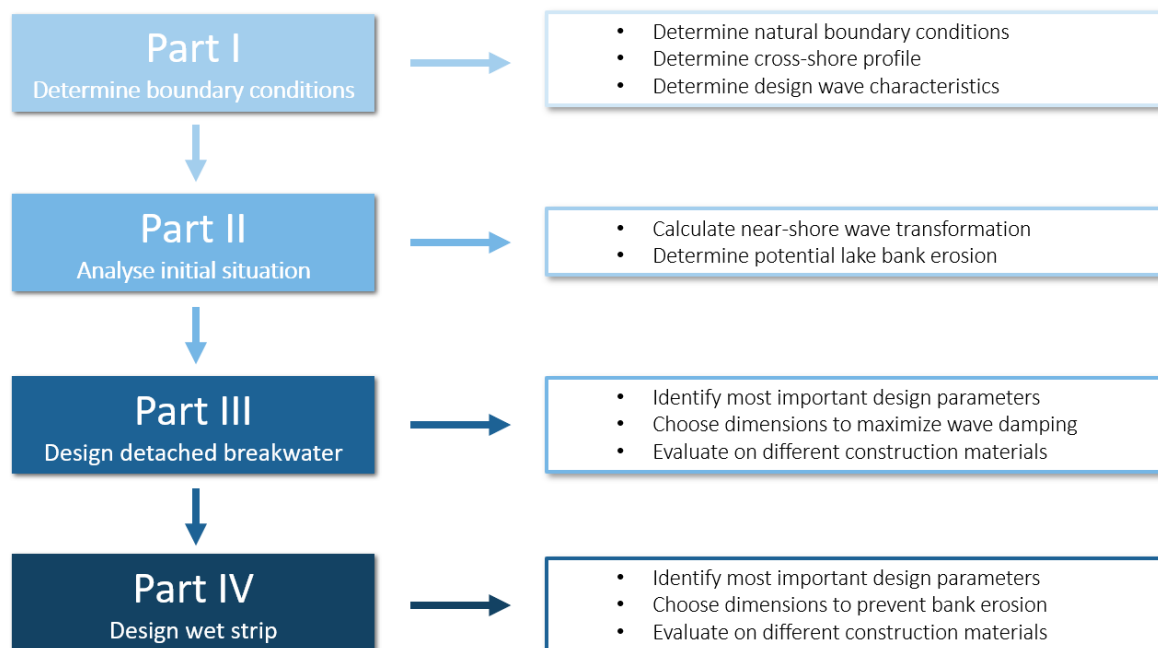 Part I
Determine boundary conditions
• Determine natural boundary conditions
• Determine cross-shore profile
• Determine design wave characteristics
Part II
Analyse initial situation
• Calculate near-shore wave transformation
• Determine potential lake bank erosion
Part III
Design detached breakwater
• Identify most important design parameters
• Choose dimensions to maximize wave damping
• Evaluate on different construction materials
Part IV
Design wet strip
• Identify most important design parameters
• Choose dimensions to prevent bank erosion
• Evaluate on different construction materials